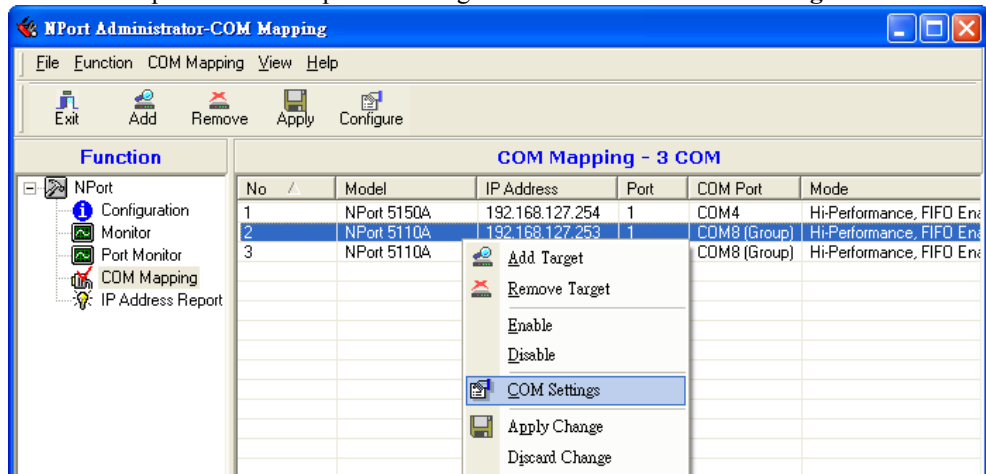 NPort Administrator-COM Mapping
File Function COM Mapping View Help
Exit Add Remove Apply Configure
Function
COM Mapping - 3 COM
NPort
Configuration
Monitor
Port Monitor
COM Mapping
IP Address Report
No Model IP Address Port COM Port Mode
1 NPort 5150A 192.168.127.254 1 COM4 Hi-Performance, FIFO Ena
2 NPort 5110A 192.168.127.253 1 COM8 (Group) Hi-Performance, FIFO Ena
3 NPort 5110A COM8 (Group) Hi-Performance, FIFO Ena
Add Target
Remove Target
Enable
Disable
COM Settings
Apply Change
Discard Change